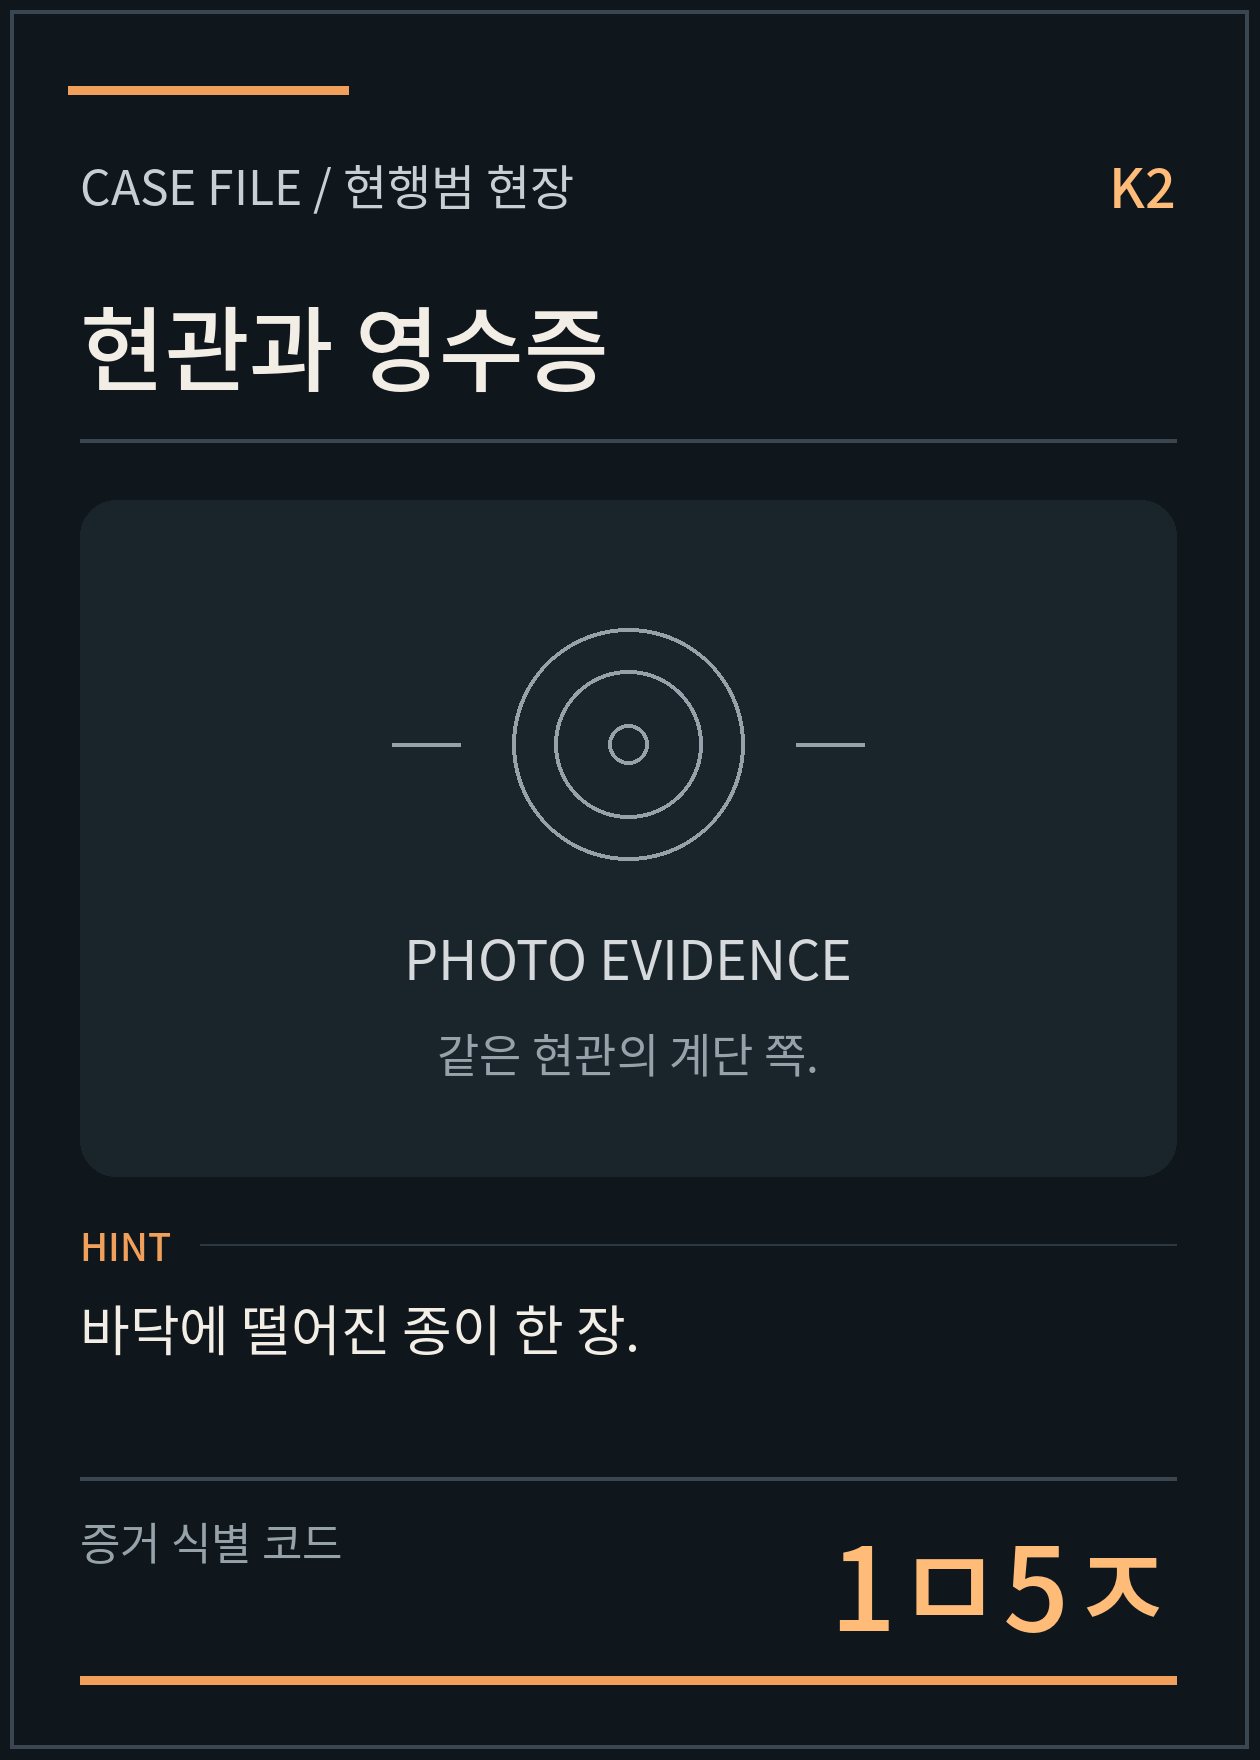 CASE FILE / 현행범 현장
K2
현관과 영수증
PHOTO EVIDENCE
같은 현관의 계단 쪽.
HINT
바닥에 떨어진 종이 한 장.
증거 식별 코드
1ㅁ5ㅈ